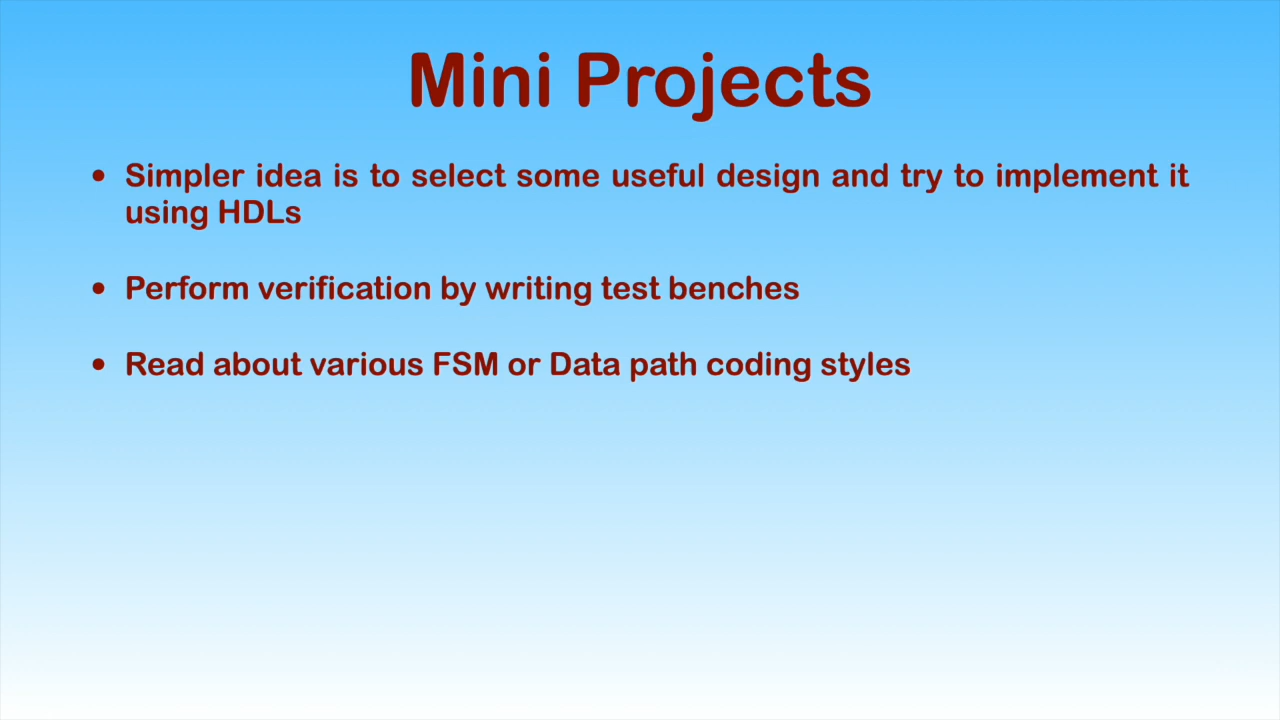 Mini Projects
• Simpler idea is to select some useful design and try to implement it
using HDLs
• Perform verification by writing test benches
• Read about various FSM or Data path coding styles